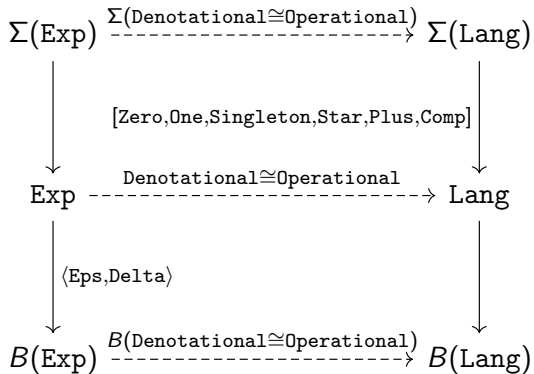 Σ(Exp) Σ(Denotational≅Operational) Σ(Lang)
[Zero,One,Singleton,Star,Plus,Comp]
Exp Denotational≅Operational Lang
⟨Eps,Delta⟩
B(Exp) B(Denotational≅Operational) B(Lang)